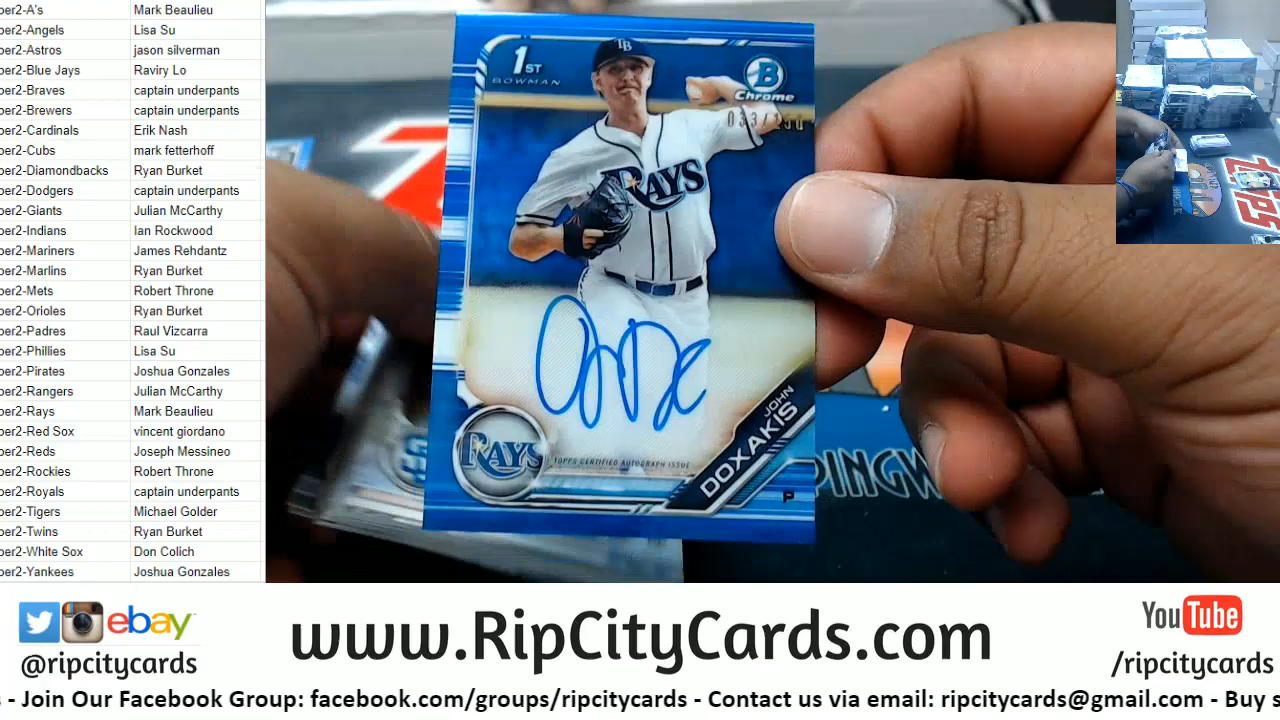 per2-A's Mark Beaulieu
per2-Angels Lisa Su
per2-Astros jason silverman
per2-Blue Jays Raviry Lo
per2-Braves captain underpants
per2-Brewers captain underpants
per2-Cardinals Erik Nash
per2-Cubs mark fetterhoff
per2-Diamondbacks Ryan Burket
per2-Dodgers captain underpants
per2-Giants Julian McCarthy
per2-Indians Ian Rockwood
per2-Mariners James Rehdantz
per2-Marlins Ryan Burket
per2-Mets Robert Throne
per2-Orioles Ryan Burket
per2-Padres Raul Vizcarra
per2-Phillies Lisa Su
per2-Pirates Joshua Gonzales
per2-Rangers Julian McCarthy
per2-Rays Mark Beaulieu
per2-Red Sox vincent giordano
per2-Reds Joseph Messineo
per2-Rockies Robert Throne
per2-Royals captain underpants
per2-Tigers Michael Golder
per2-Twins Ryan Burket
per2-White Sox Don Colich
per2-Yankees Joshua Gonzales
1ST
BOWMAN
TB
B
Chrome
033/150
RAYS
JOHN
DOXAKIS
RAYS
TOPPS CERTIFIED AUTOGRAPH ISSUE
P
PINGW
Rips
ebay
@ripcitycards
www.RipCityCards.com
YouTube
/ripcitycards
s - Join Our Facebook Group: facebook.com/groups/ripcitycards - Contact us via email: ripcitycards@gmail.com - Buy s